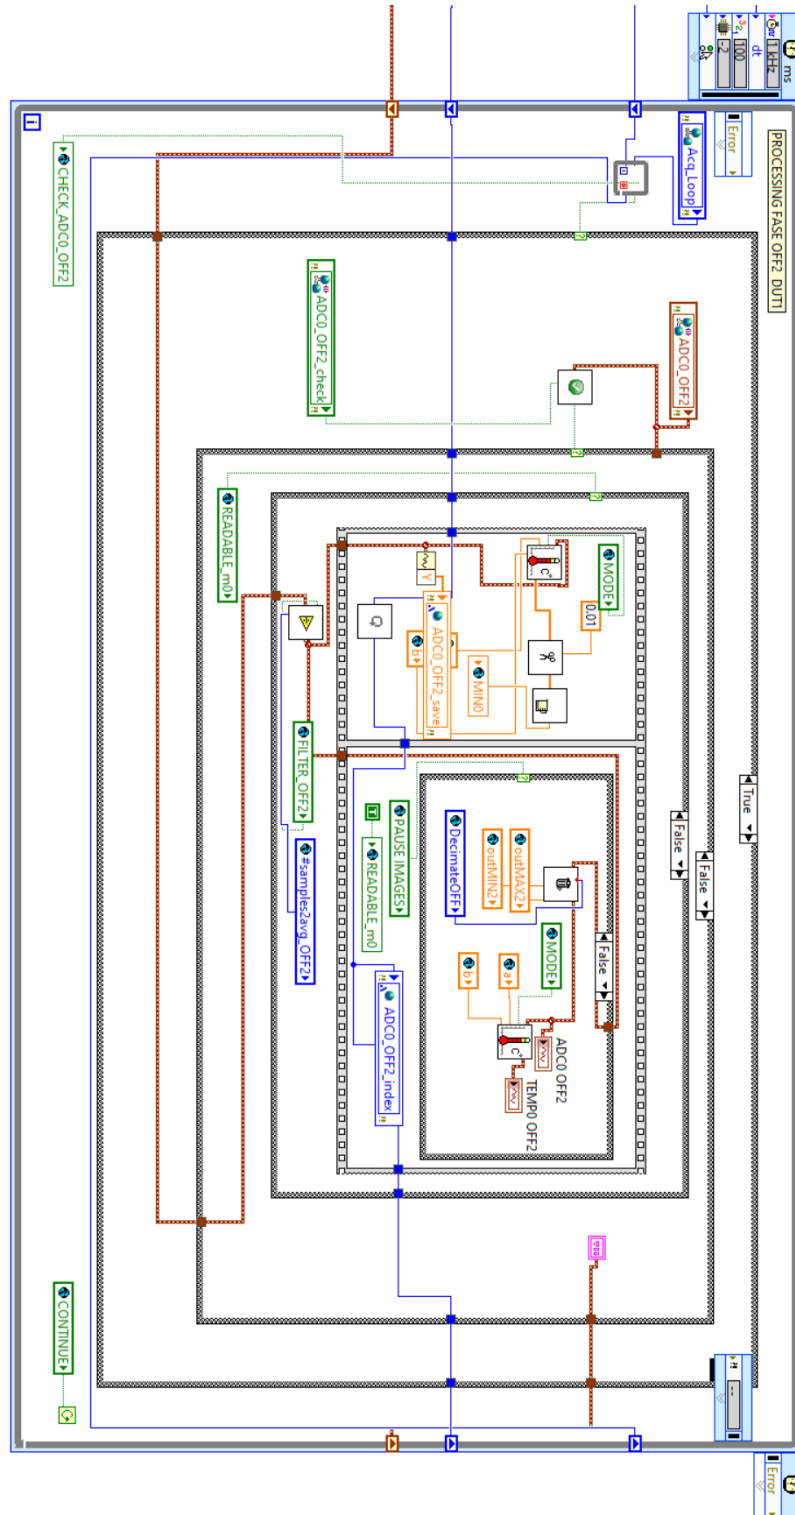 PROCESSING FASE OFF2 DUT1
ms
1 kHz
dt
100
-2
Error
Acq_Loop
CHECK_ADC0_OFF2
ADC0_OFF2_check
ADC0_OFF2
True
False
False
READABLE_m0
MODE
0.01
MIN0
Y
ADC0_OFF2_save
b
C°
FILTER_OFF2
#samples2avg_OFF2
PAUSE IMAGES
T
READABLE_m0
False
DecimateOFF
outMIN2
outMAX2
MODE
a
b
C°
ADC0 OFF2
TEMP0 OFF2
ADC0_OFF2_index
CONTINUE
i
--
Error